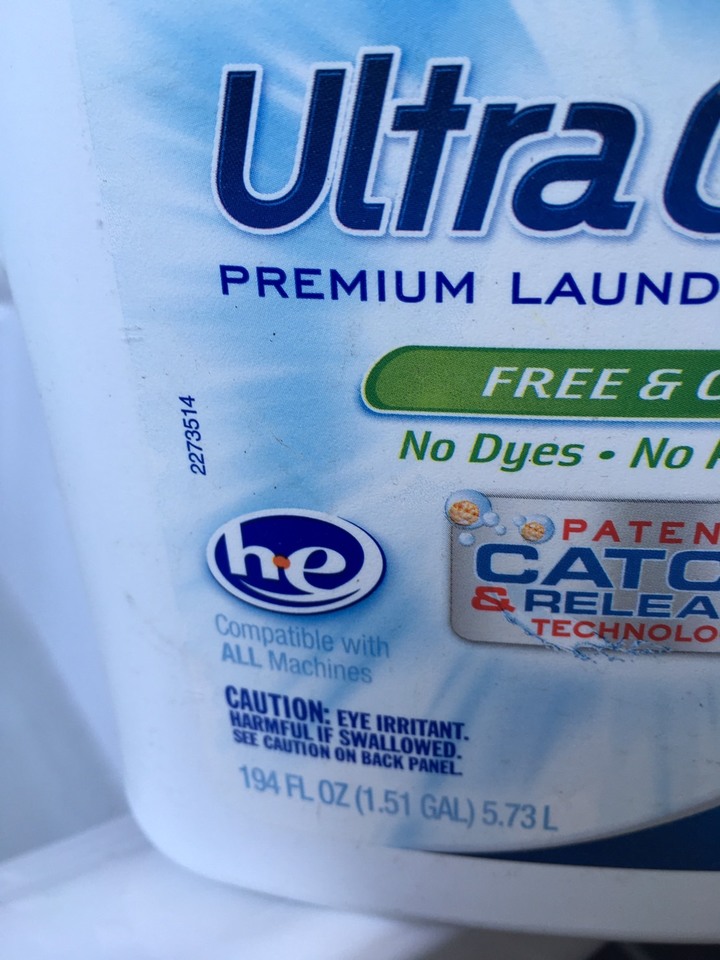 Ultra
PREMIUM LAUND
FREE & C
No Dyes • No
2273514
PATEN
CATC
& RELEA
TECHNOLO
he
Compatible with
ALL Machines
CAUTION: EYE IRRITANT.
HARMFUL IF SWALLOWED.
SEE CAUTION ON BACK PANEL.
194 FL OZ (1.51 GAL) 5.73 L